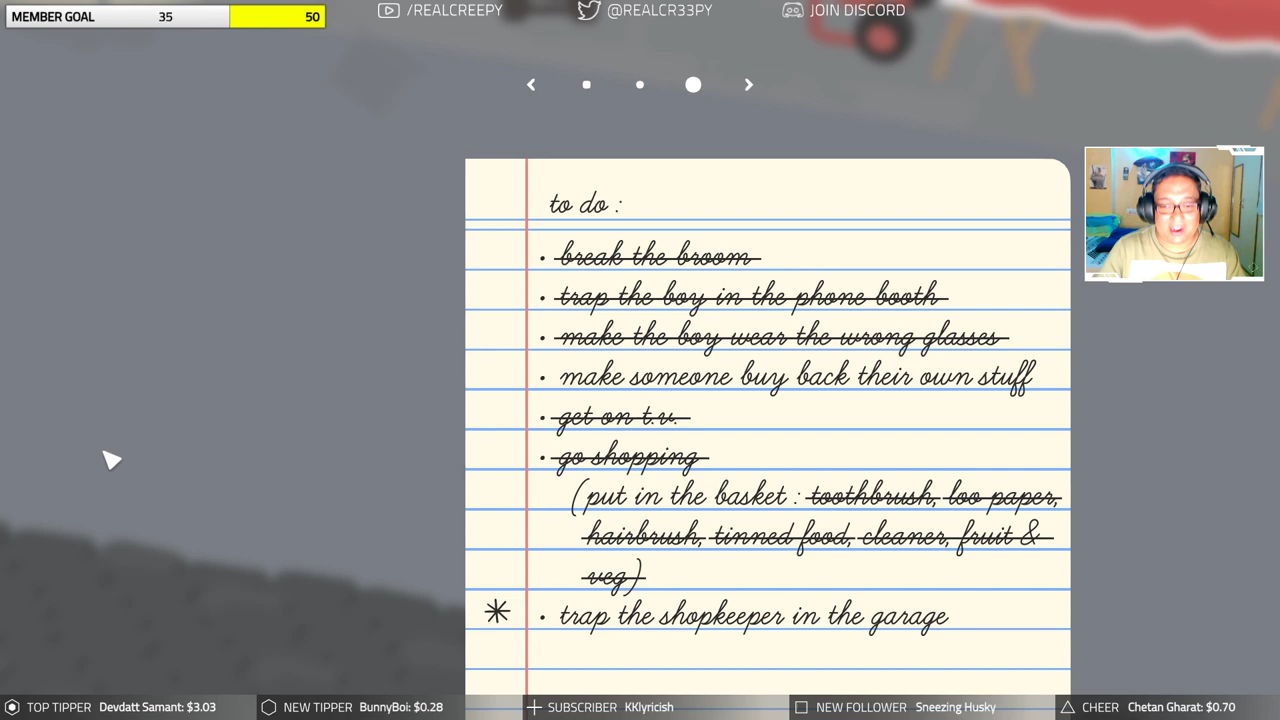 MEMBER GOAL 35 50
/REALCREEPY @REALCR33PY JOIN DISCORD
to do :
• break the broom
• trap the boy in the phone booth
• make the boy wear the wrong glasses
• make someone buy back their own stuff
• get on t.v.
• go shopping
(put in the basket : toothbrush, loo paper,
hairbrush, tinned food, cleaner, fruit &
veg)
• trap the shopkeeper in the garage
TOP TIPPER Devdatt Samant: $3.03 NEW TIPPER BunnyBoi: $0.28 SUBSCRIBER KKlyricish NEW FOLLOWER Sneezing Husky CHEER Chetan Gharat: $0.70